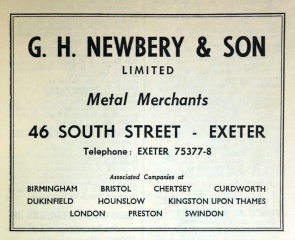 G. H. NEWBERY & SON
LIMITED
Metal Merchants
46 SOUTH STREET - EXETER
Telephone: EXETER 75377-8
Associated Companies at
BIRMINGHAM BRISTOL CHERTSEY CURDWORTH
DUKINFIELD HOUNSLOW KINGSTON UPON THAMES
LONDON PRESTON SWINDON